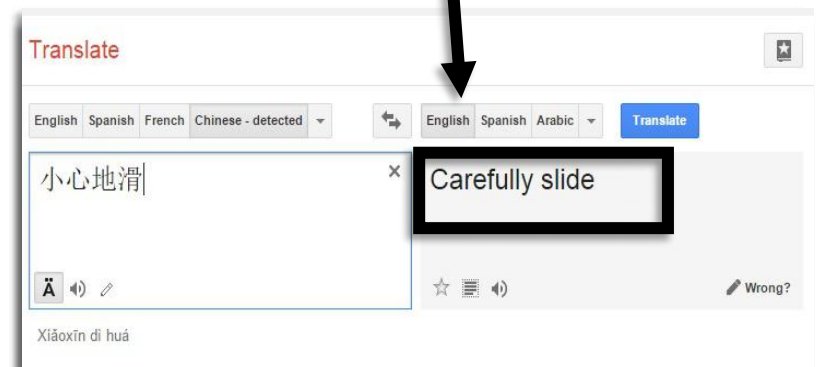 Translate
English Spanish French Chinese - detected English Spanish Arabic Translate
小心地滑 Carefully slide
Ä Wrong?
Xiǎoxīn dì huá